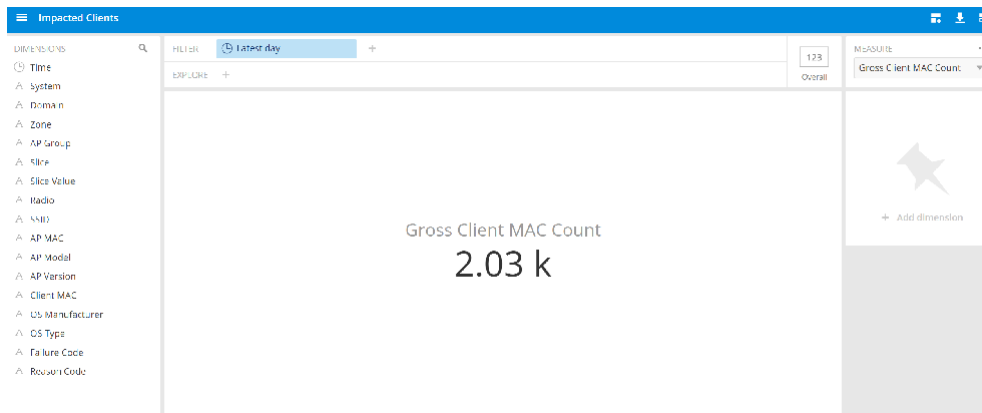 Impacted Clients
DIMENSIONS
Time
System
Domain
Zone
AP Group
Slice
Slice Value
Radio
SSID
AP MAC
AP Model
AP Version
Client MAC
OS Manufacturer
OS Type
Failure Code
Reason Code
FILTER Latest day +
EXPLORE +
123
Overall
MEASURE
Gross Client MAC Count
Gross Client MAC Count
2.03 k
+ Add dimension